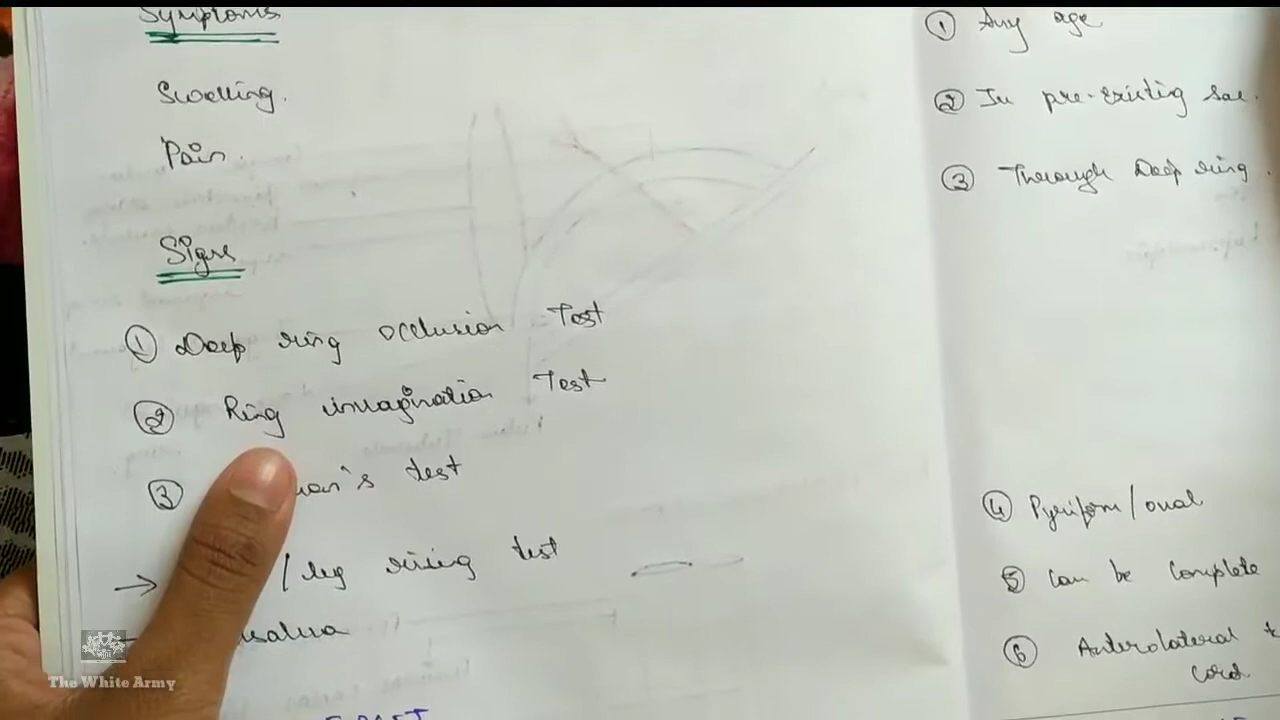 Symptoms
Swelling.
Pain.
Signs
① Deep ring occlusion Test
② Ring invagination Test
③ man's test
→ / leg rising test
salva
① Any age
② In pre-existing sac.
③ Through Deep ring.
④ Pyriform/oval
⑤ Can be Complete
⑥ Anterolateral
cord
The White Army